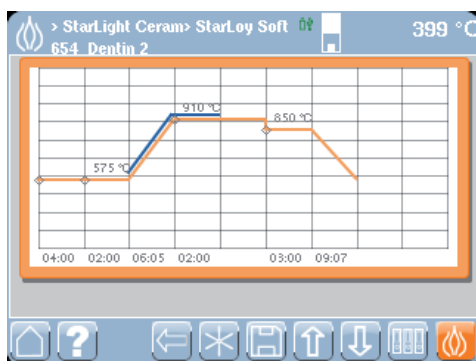 > StarLight Ceram> StarLoy Soft
399 °C
654 Dentin 2
910 °C
850 °C
575 °C
04:00 02:00 06:05 02:00 03:00 09:07
?